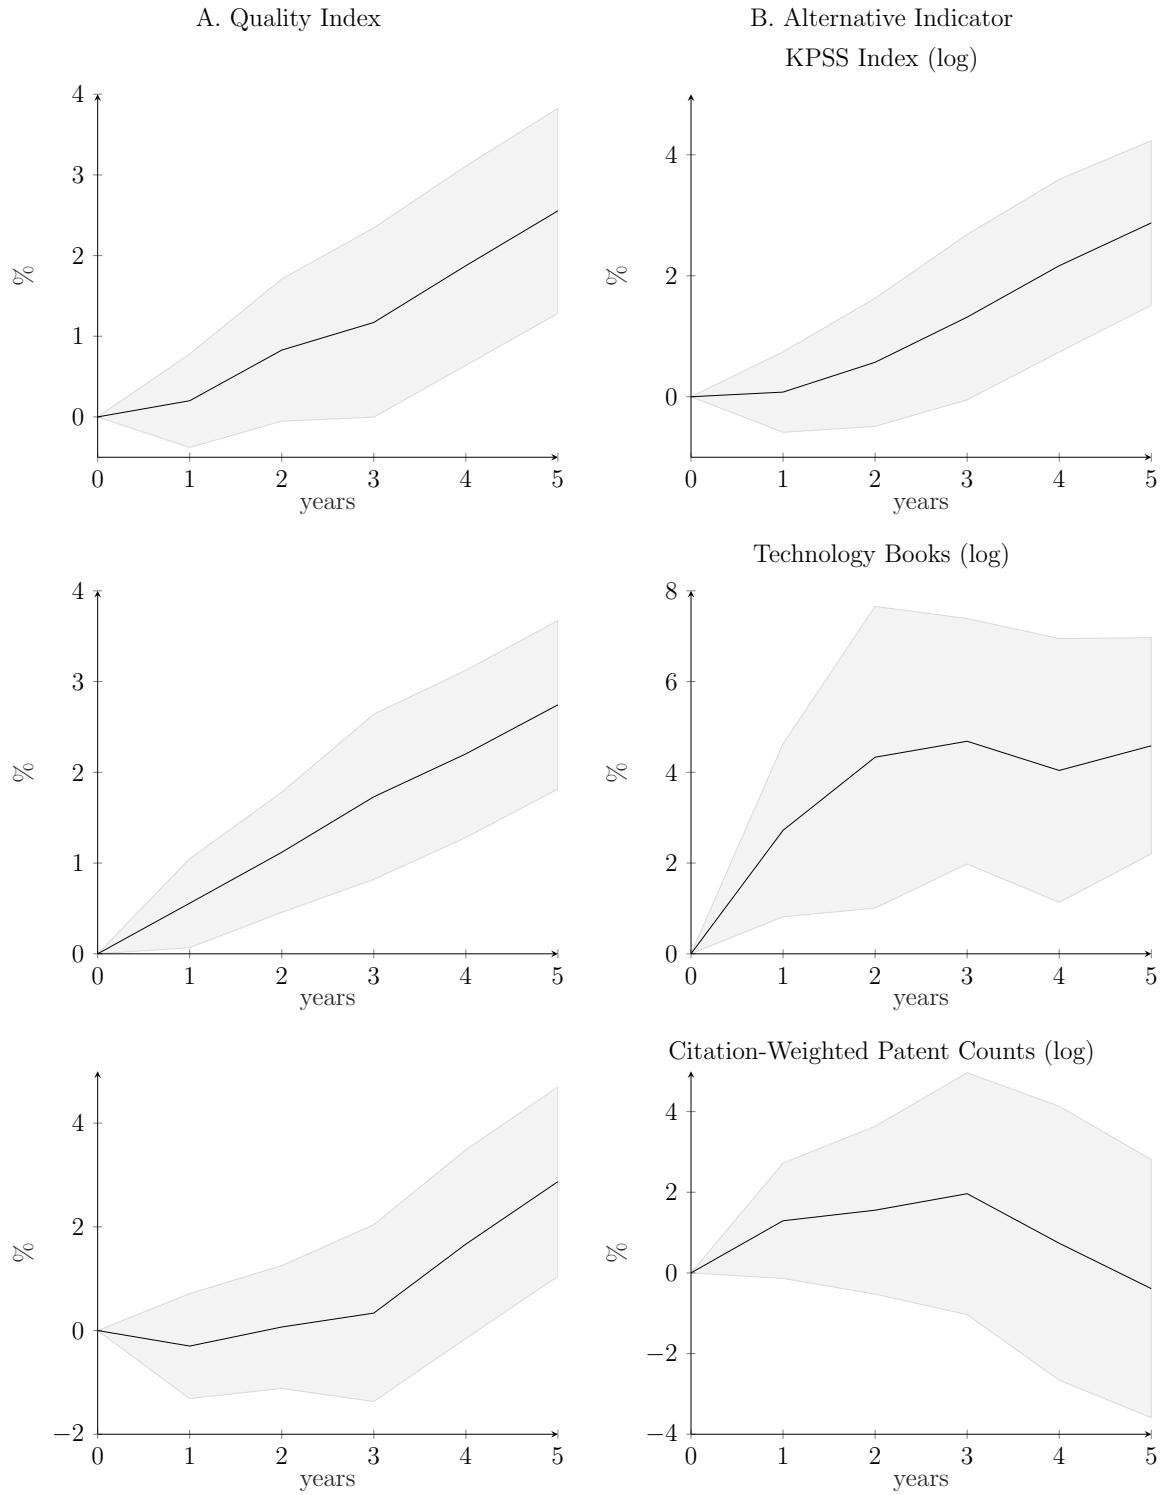 A. Quality Index
B. Alternative Indicator
KPSS Index (log)
4
3
2
1
0
%
0 1 2 3 4 5
years
4
2
0
%
0 1 2 3 4 5
years
Technology Books (log)
4
3
2
1
0
%
0 1 2 3 4 5
years
8
6
4
2
0
%
0 1 2 3 4 5
years
Citation-Weighted Patent Counts (log)
4
2
0
−2
%
0 1 2 3 4 5
years
4
2
0
−2
−4
%
0 1 2 3 4 5
years